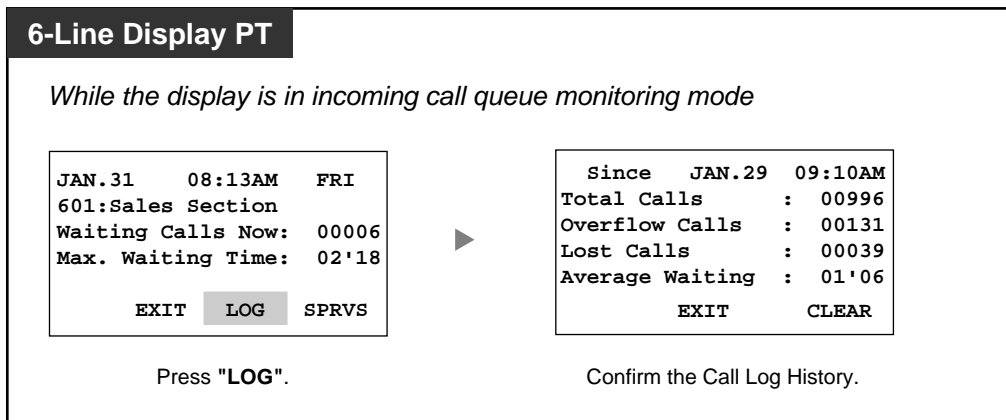 6-Line Display PT
While the display is in incoming call queue monitoring mode
JAN.31 08:13AM FRI
601:Sales Section
Waiting Calls Now: 00006
Max. Waiting Time: 02'18
EXIT LOG SPRVS
Press "LOG".
Since JAN.29 09:10AM
Total Calls : 00996
Overflow Calls : 00131
Lost Calls : 00039
Average Waiting : 01'06
EXIT CLEAR
Confirm the Call Log History.